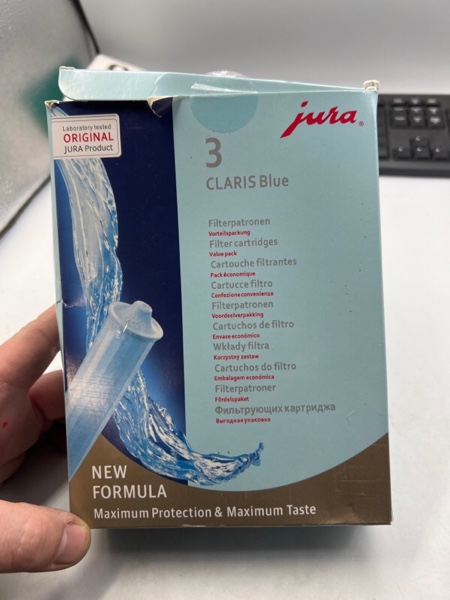 Laboratory tested
ORIGINAL
JURA Product
jura®
3
CLARIS Blue
Filterpatronen
Vorteilspackung
Filter cartridges
Value pack
Cartouche filtrantes
Pack économique
Cartucce filtro
Confezione convenienza
Filterpatronen
Voordeelverpakking
Cartuchos de filtro
Envase económico
Wkłady filtra
Korzystny zestaw
Cartuchos do filtro
Embalagem económica
Filterpatroner
Fördelspaket
Фильтрующих картриджа
Выгодная упаковка
NEW
FORMULA
Maximum Protection & Maximum Taste